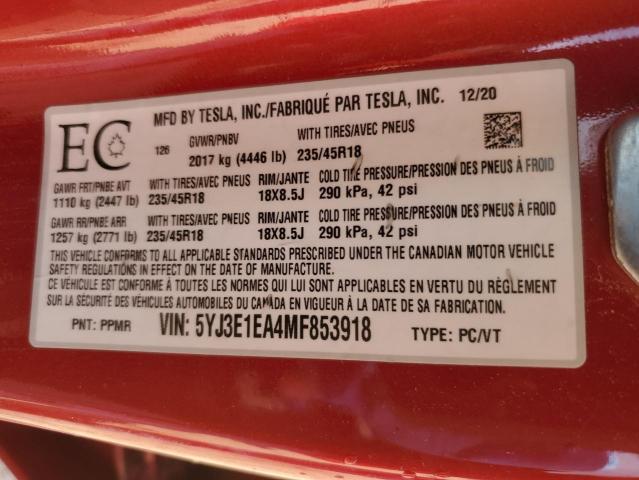 MFD BY TESLA, INC./FABRIQUÉ PAR TESLA, INC. 12/20
EC 126 GVWR/PNBV WITH TIRES/AVEC PNEUS
2017 kg (4446 lb) 235/45R18
GAWR FRT/PNBE AVT WITH TIRES/AVEC PNEUS RIM/JANTE COLD TIRE PRESSURE/PRESSION DES PNEUS À FROID
1110 kg (2447 lb) 235/45R18 18X8.5J 290 kPa, 42 psi
GAWR RR/PNBE ARR WITH TIRES/AVEC PNEUS RIM/JANTE COLD TIRE PRESSURE/PRESSION DES PNEUS À FROID
1257 kg (2771 lb) 235/45R18 18X8.5J 290 kPa, 42 psi
THIS VEHICLE CONFORMS TO ALL APPLICABLE STANDARDS PRESCRIBED UNDER THE CANADIAN MOTOR VEHICLE
SAFETY REGULATIONS IN EFFECT ON THE DATE OF MANUFACTURE.
CE VÉHICULE EST CONFORME À TOUTES LES NORMES QUI LUI SONT APPLICABLES EN VERTU DU RÈGLEMENT
SUR LA SÉCURITÉ DES VÉHICULES AUTOMOBILES DU CANADA EN VIGUEUR À LA DATE DE SA FABRICATION.
PNT: PPMR VIN: 5YJ3E1EA4MF853918 TYPE: PC/VT